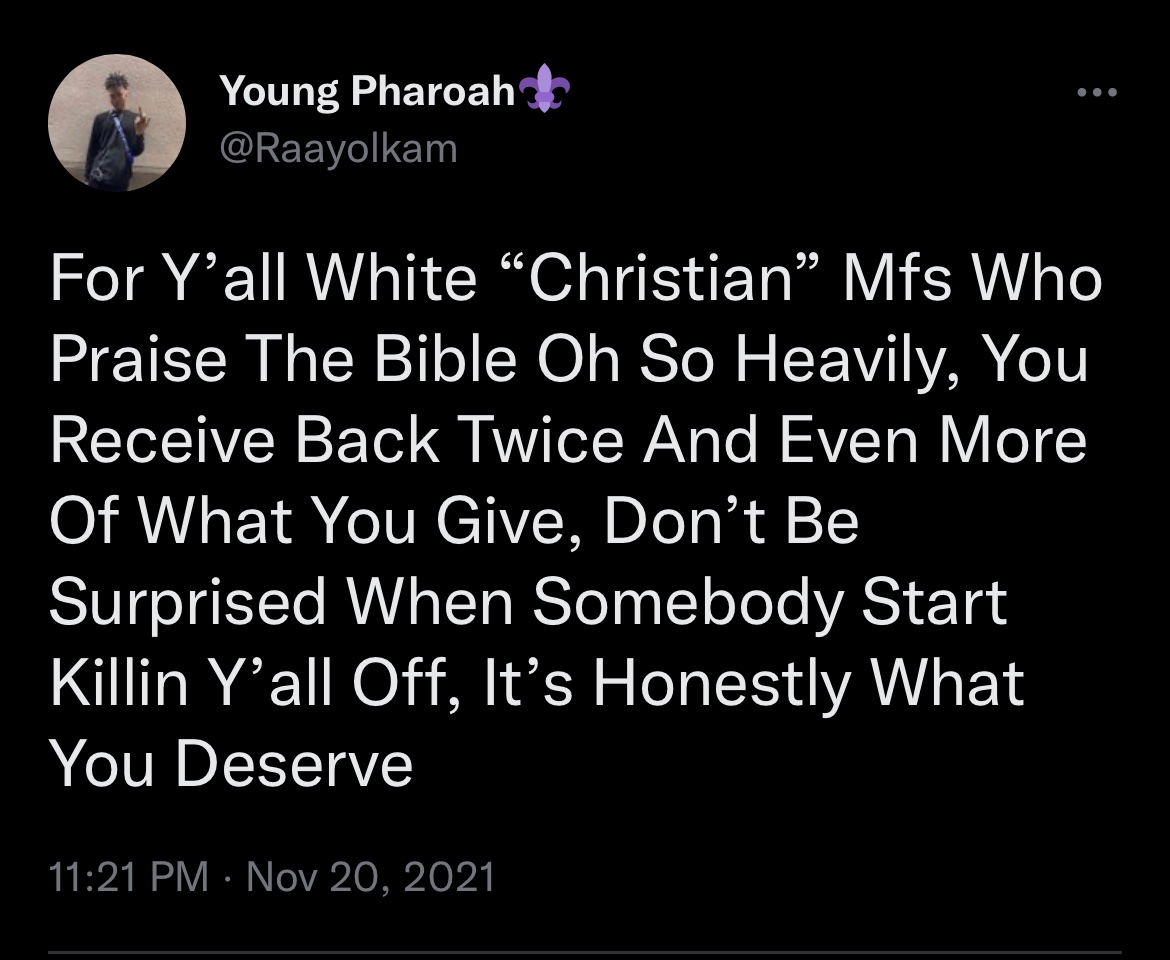 Young Pharoah⚜
@Raayolkam
For Y’all White “Christian” Mfs Who
Praise The Bible Oh So Heavily, You
Receive Back Twice And Even More
Of What You Give, Don’t Be
Surprised When Somebody Start
Killin Y’all Off, It’s Honestly What
You Deserve
11:21 PM · Nov 20, 2021